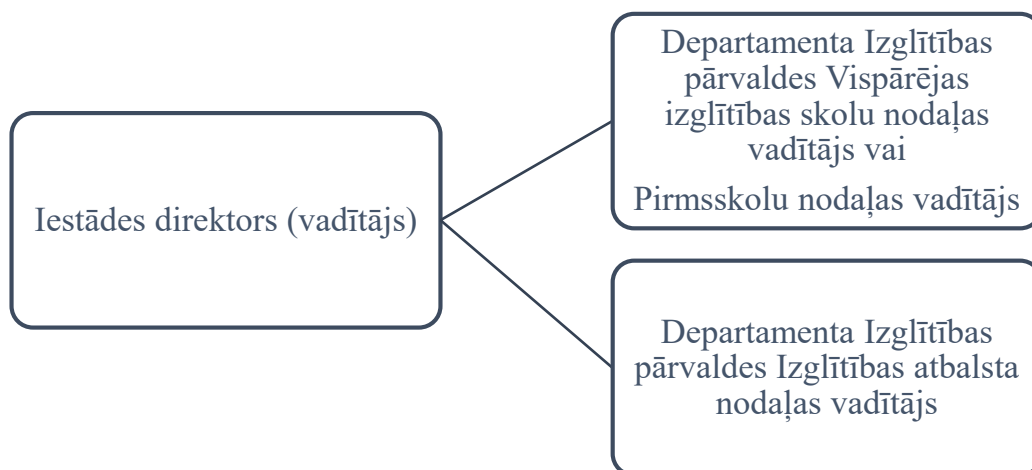 Iestādes direktors (vadītājs)
Departamenta Izglītības
pārvaldes Vispārējas
izglītības skolu nodaļas
vadītājs vai
Pirmsskolu nodaļas vadītājs
Departamenta Izglītības
pārvaldes Izglītības atbalsta
nodaļas vadītājs